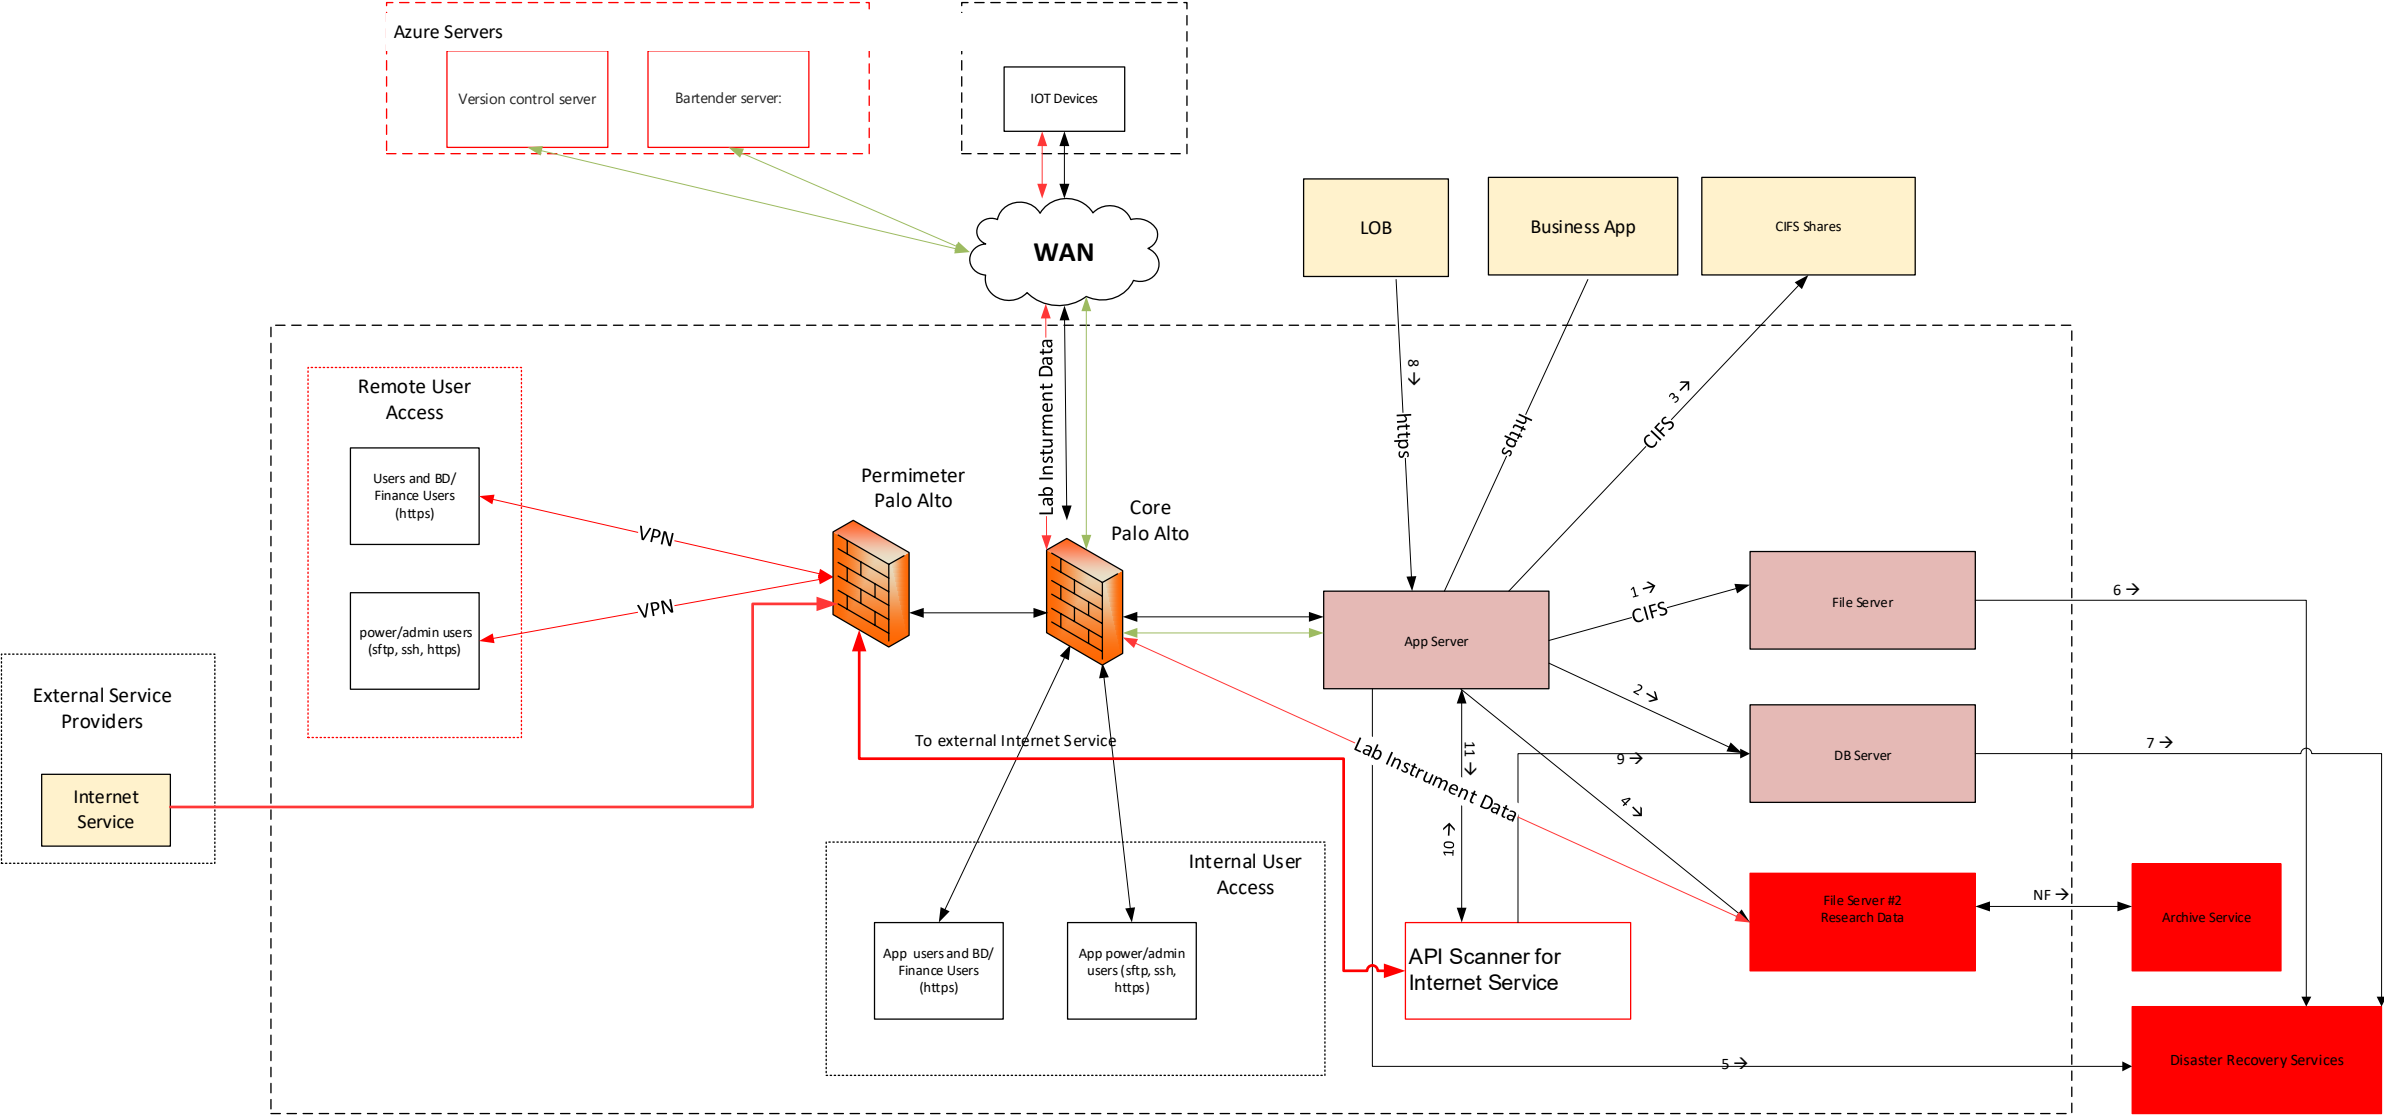 Azure Servers
Version control server
Bartender server:
IOT Devices
WAN
LOB
Business App
CIFS Shares
8 →
https
https
3 →
CIFS
Lab Insturment Data
Remote User
Access
Users and BD/
Finance Users
(https)
power/admin users
(sftp, ssh, https)
VPN
VPN
Permimeter
Palo Alto
Core
Palo Alto
App Server
1 →
CIFS
File Server
6 →
2 →
DB Server
7 →
9 →
External Service
Providers
Internet
Service
To external Internet Service
Lab Instrument Data
11 →
10 →
4 →
Internal User
Access
App  users and BD/
Finance Users
(https)
App power/admin
users (sftp, ssh,
https)
API Scanner for
Internet Service
File Server #2
Research Data
NF →
Archive Service
5 →
Disaster Recovery Services